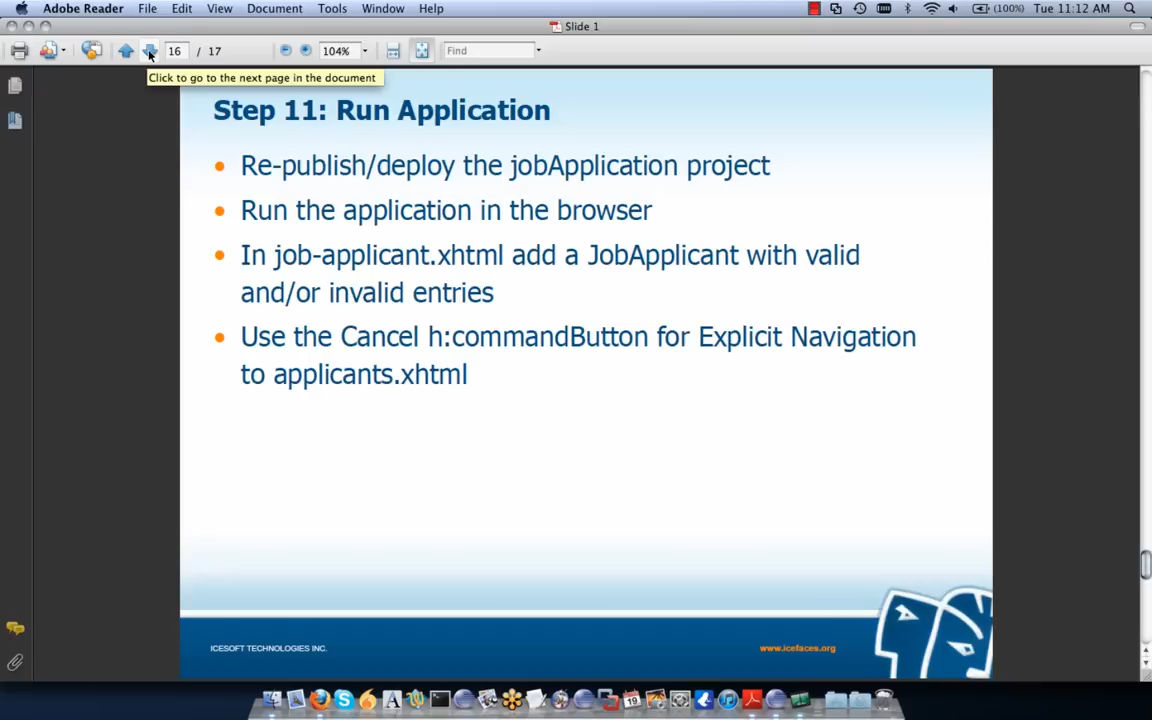 Adobe Reader File Edit View Document Tools Window Help (100%) Tue 11:12 AM
Slide 1
16 / 17 104% Find
Click to go to the next page in the document
Step 11: Run Application
• Re-publish/deploy the jobApplication project
• Run the application in the browser
• In job-applicant.xhtml add a JobApplicant with valid
and/or invalid entries
• Use the Cancel h:commandButton for Explicit Navigation
to applicants.xhtml
ICESOFT TECHNOLOGIES INC. www.icefaces.org